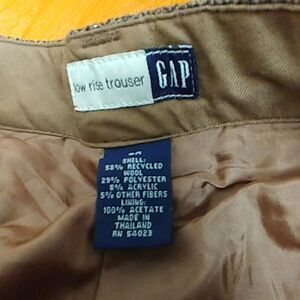 low rise trouser
GAP
SHELL:
58% RECYCLED
WOOL
29% POLYESTER
8% ACRYLIC
5% OTHER FIBERS
LINING:
100% ACETATE
MADE IN
THAILAND
RN 54023